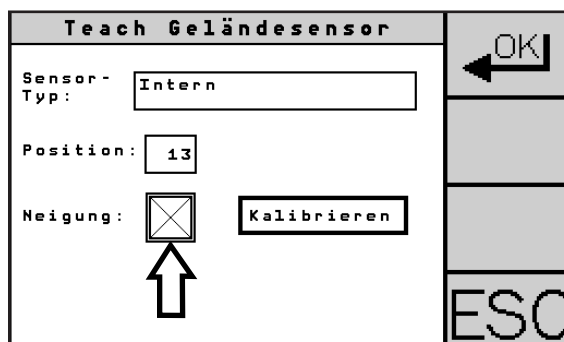 Teach Geländesensor
OK
Sensor-
Typ:
Intern
Position: 13
Neigung: Kalibrieren
ESC